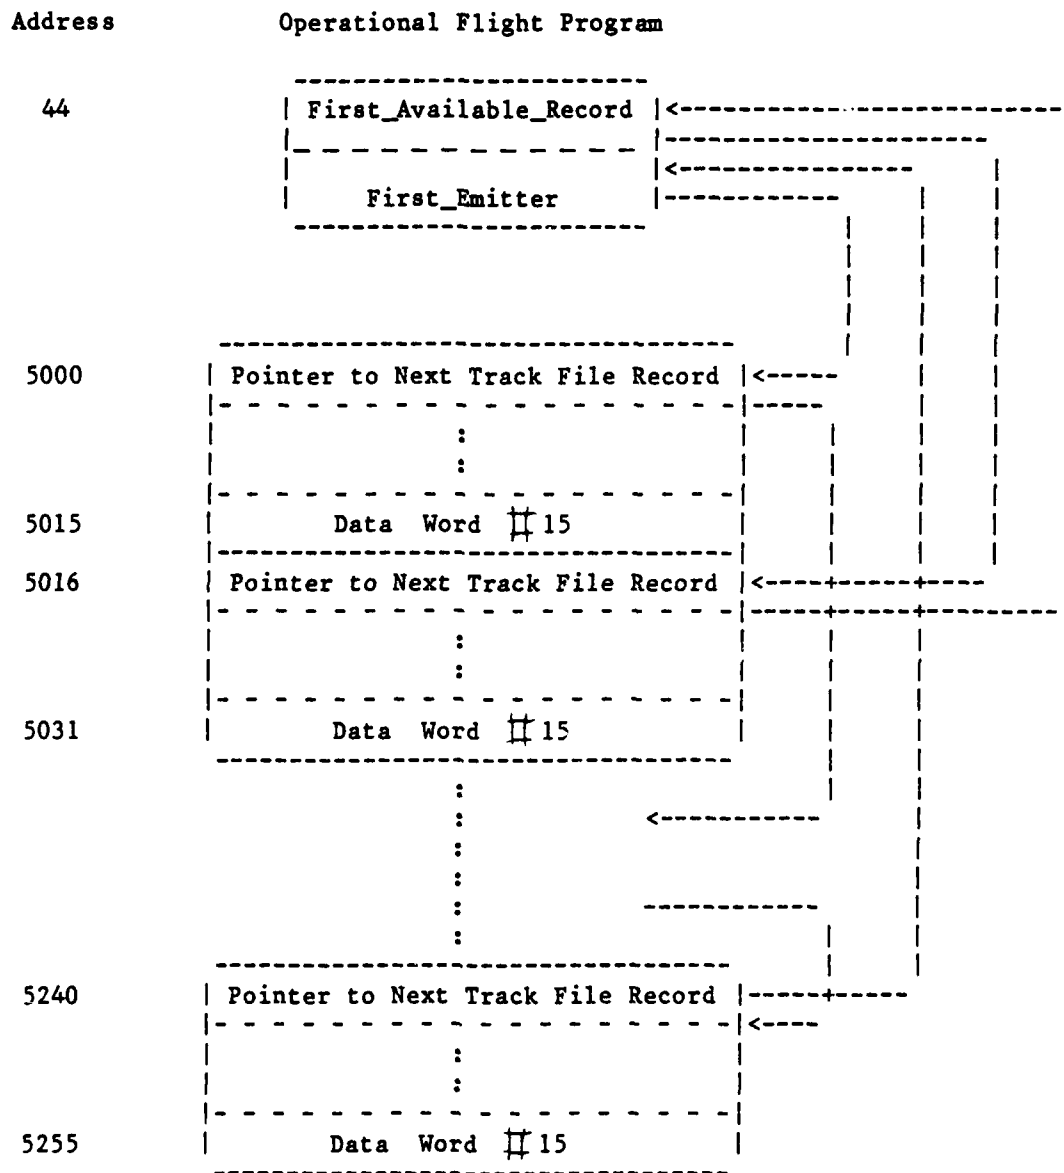 Address Operational Flight Program
44 First_Available_Record
First_Emitter
5000 Pointer to Next Track File Record
:
:
5015 Data Word # 15
5016 Pointer to Next Track File Record
:
:
5031 Data Word # 15
:
:
:
:
:
:
5240 Pointer to Next Track File Record
:
:
5255 Data Word # 15